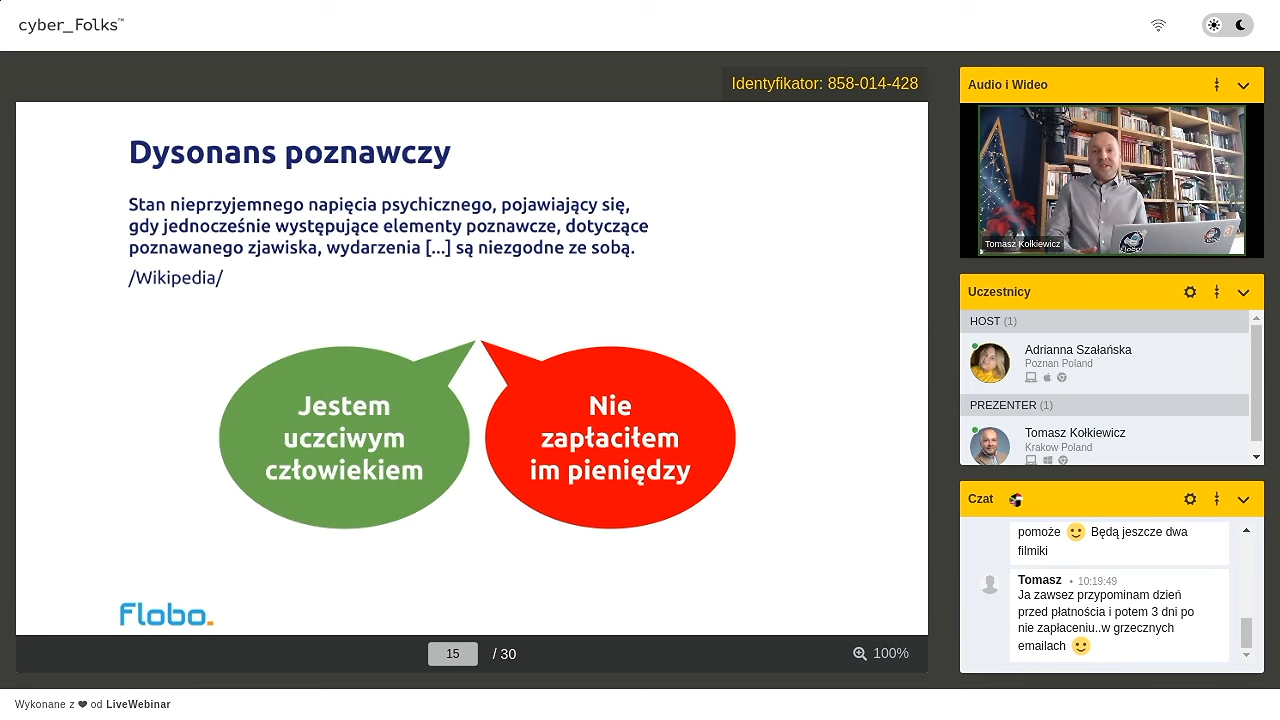 cyber_Folks™
Identyfikator: 858-014-428
Dysonans poznawczy
Stan nieprzyjemnego napięcia psychicznego, pojawiający się,
gdy jednocześnie występujące elementy poznawcze, dotyczące
poznawanego zjawiska, wydarzenia [...] są niezgodne ze sobą.
/Wikipedia/
Jestem
uczciwym
człowiekiem
Nie
zapłaciłem
im pieniędzy
Flobo.
15 / 30
100%
Audio i Wideo
Tomasz Kołkiewicz
Flobo
Uczestnicy
HOST (1)
Adrianna Szałańska
Poznan Poland
PREZENTER (1)
Tomasz Kołkiewicz
Krakow Poland
Czat
pomoże 🙂 Będą jeszcze dwa
filmiki
Tomasz • 10:19:49
Ja zawsez przypominam dzień
przed płatnościa i potem 3 dni po
nie zapłaceniu..w grzecznych
emailach 🙂
Wykonane z ❤ od LiveWebinar